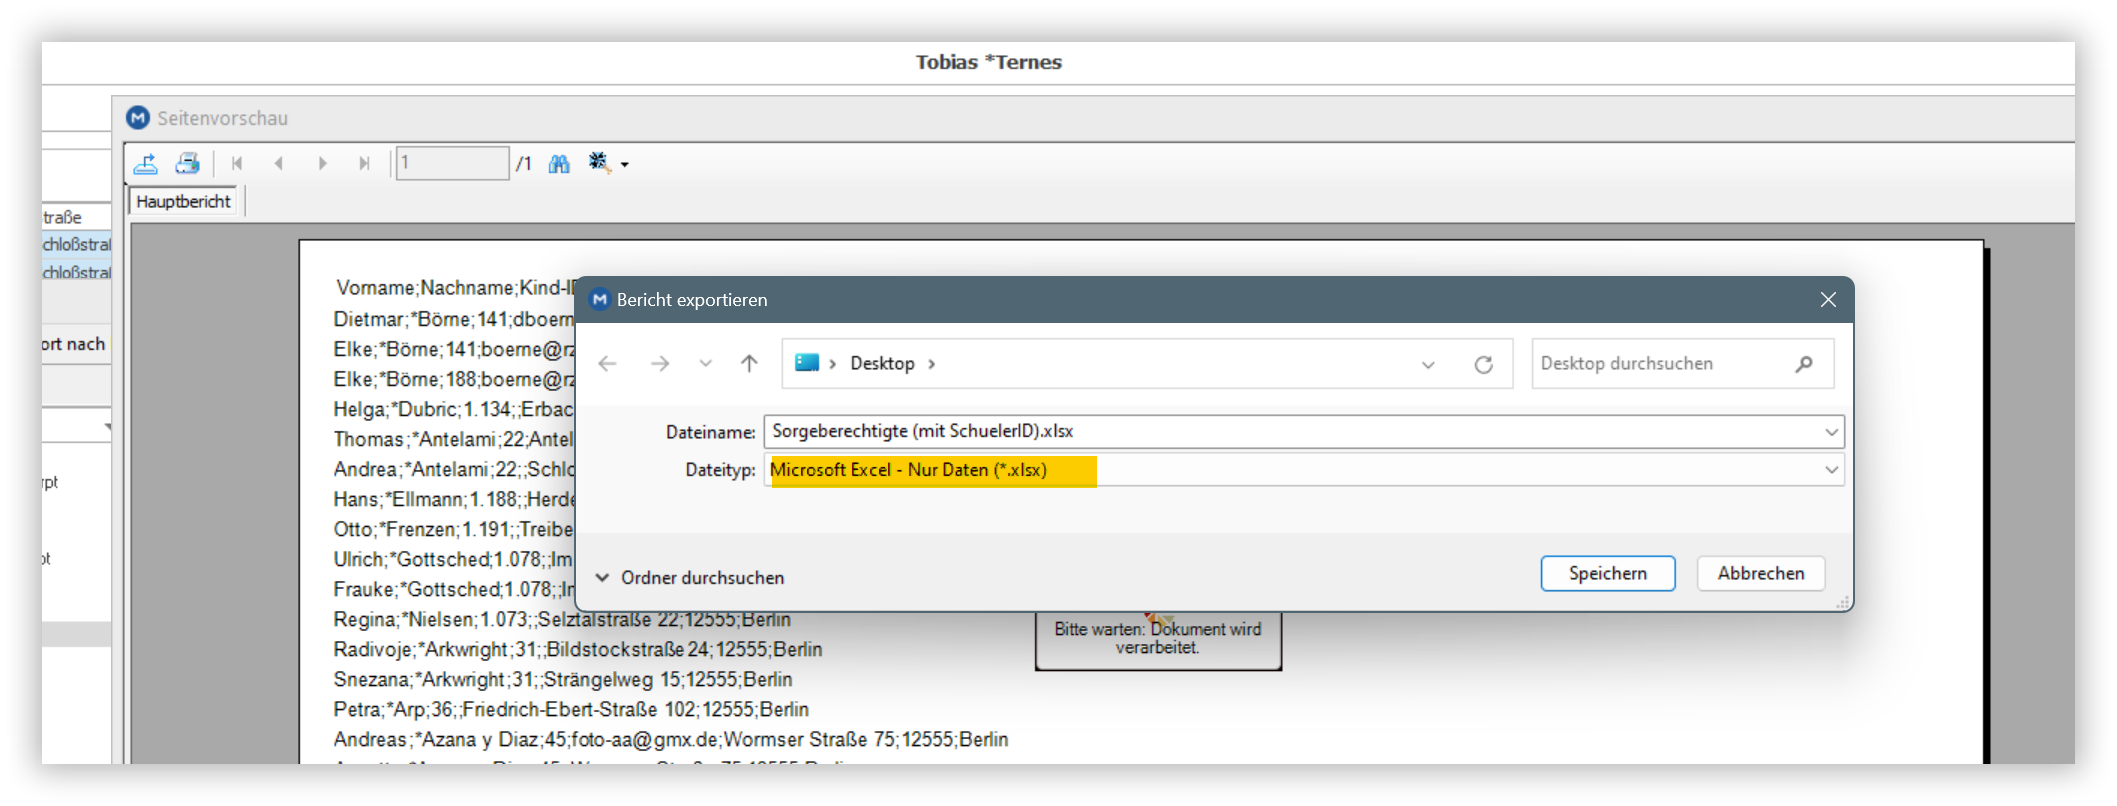 Tobias *Ternes
Seitenvorschau
1 /1
Hauptbericht
traße
chloßstraß
chloßstraß
ort nach
rpt
Vorname;Nachname;Kind-I
Dietmar;*Börne;141;dboern
Elke;*Börne;141;boerne@rz
Elke;*Börne;188;boerne@rz
Helga;*Dubric;1.134;;Erbac
Thomas;*Antelami;22;Antel
Andrea;*Antelami;22;;Schlo
Hans;*Ellmann;1.188;;Herde
Otto;*Frenzen;1.191;;Treibe
Ulrich;*Gottsched;1.078;;Im
Frauke;*Gottsched;1.078;;Im
Regina;*Nielsen;1.073;;Selztalstraße 22;12555;Berlin
Radivoje;*Arkwright;31;;Bildstockstraße 24;12555;Berlin
Snezana;*Arkwright;31;;Strängelweg 15;12555;Berlin
Petra;*Arp;36;;Friedrich-Ebert-Straße 102;12555;Berlin
Andreas;*Azana y Diaz;45;foto-aa@gmx.de;Wormser Straße 75;12555;Berlin
Bericht exportieren
Desktop
Desktop durchsuchen
Dateiname: Sorgeberechtigte (mit SchuelerID).xlsx
Dateityp: Microsoft Excel - Nur Daten (*.xlsx)
Ordner durchsuchen
Speichern
Abbrechen
Bitte warten: Dokument wird
verarbeitet.